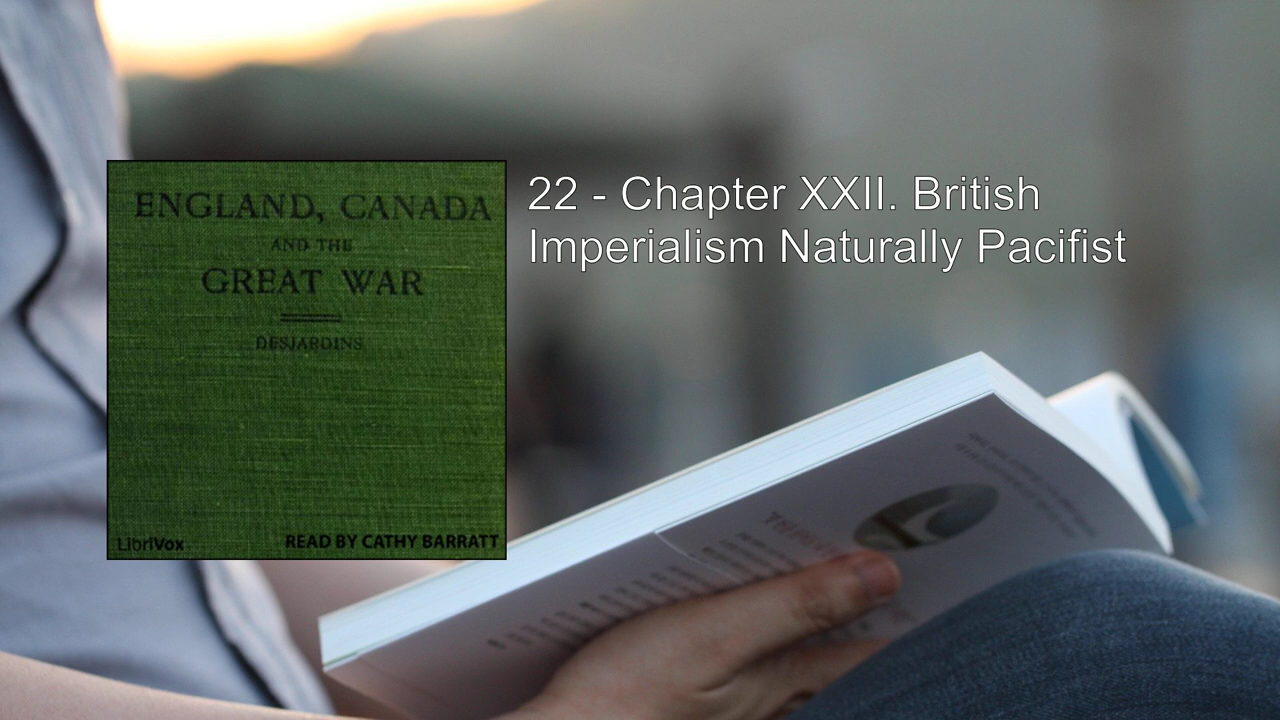 ENGLAND, CANADA
AND THE
GREAT WAR
DESJARDINS
LibriVox
READ BY CATHY BARRATT
22 - Chapter XXII. British
Imperialism Naturally Pacifist